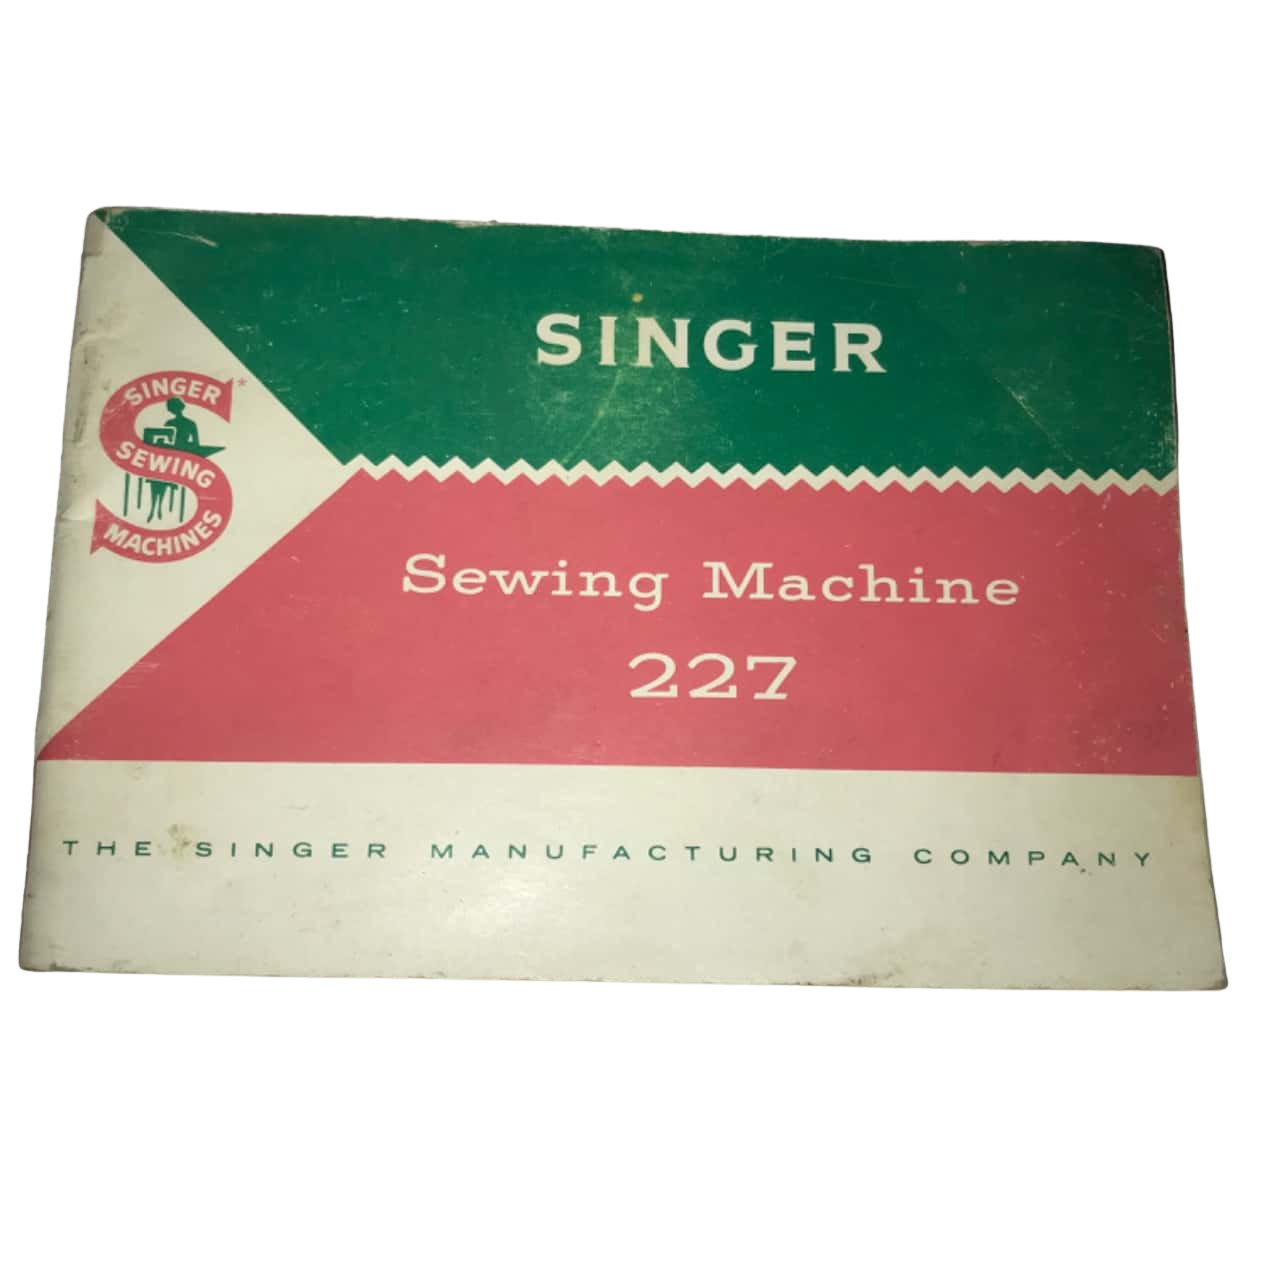 SINGER
SINGER*
SEWING
MACHINES
Sewing Machine
227
THE SINGER MANUFACTURING COMPANY